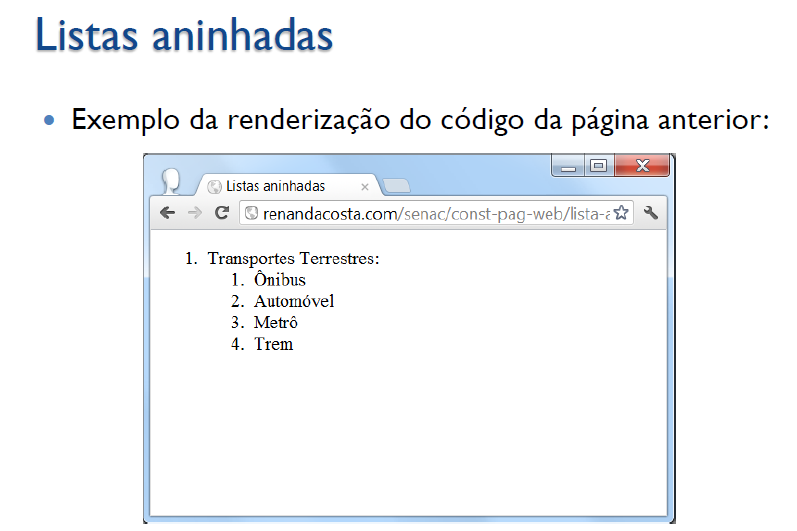 Listas aninhadas
• Exemplo da renderização do código da página anterior:
Listas aninhadas
renandacosta.com/senac/const-pag-web/lista-a
1. Transportes Terrestres:
1. Ônibus
2. Automóvel
3. Metrô
4. Trem